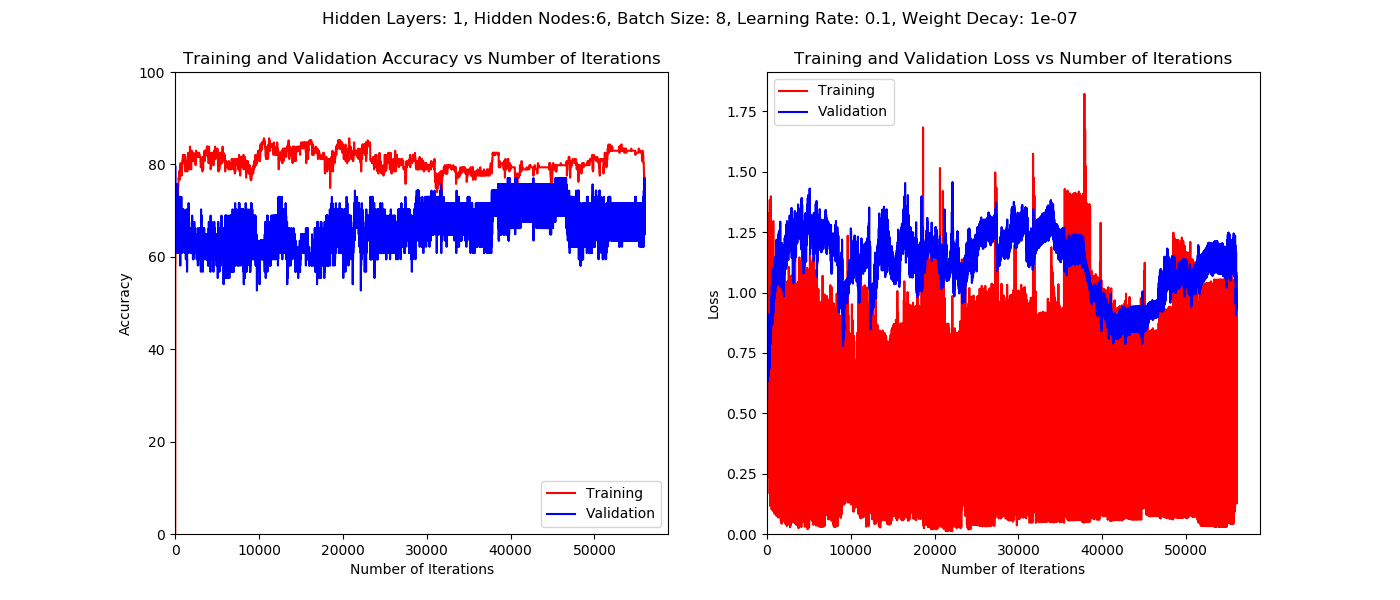 Hidden Layers: 1, Hidden Nodes:6, Batch Size: 8, Learning Rate: 0.1, Weight Decay: 1e-07
Training and Validation Accuracy vs Number of Iterations
100
80
60
40
20
0
Accuracy
0 10000 20000 30000 40000 50000
Number of Iterations
Training
Validation
Training and Validation Loss vs Number of Iterations
Training
Validation
1.75
1.50
1.25
1.00
0.75
0.50
0.25
0.00
Loss
0 10000 20000 30000 40000 50000
Number of Iterations